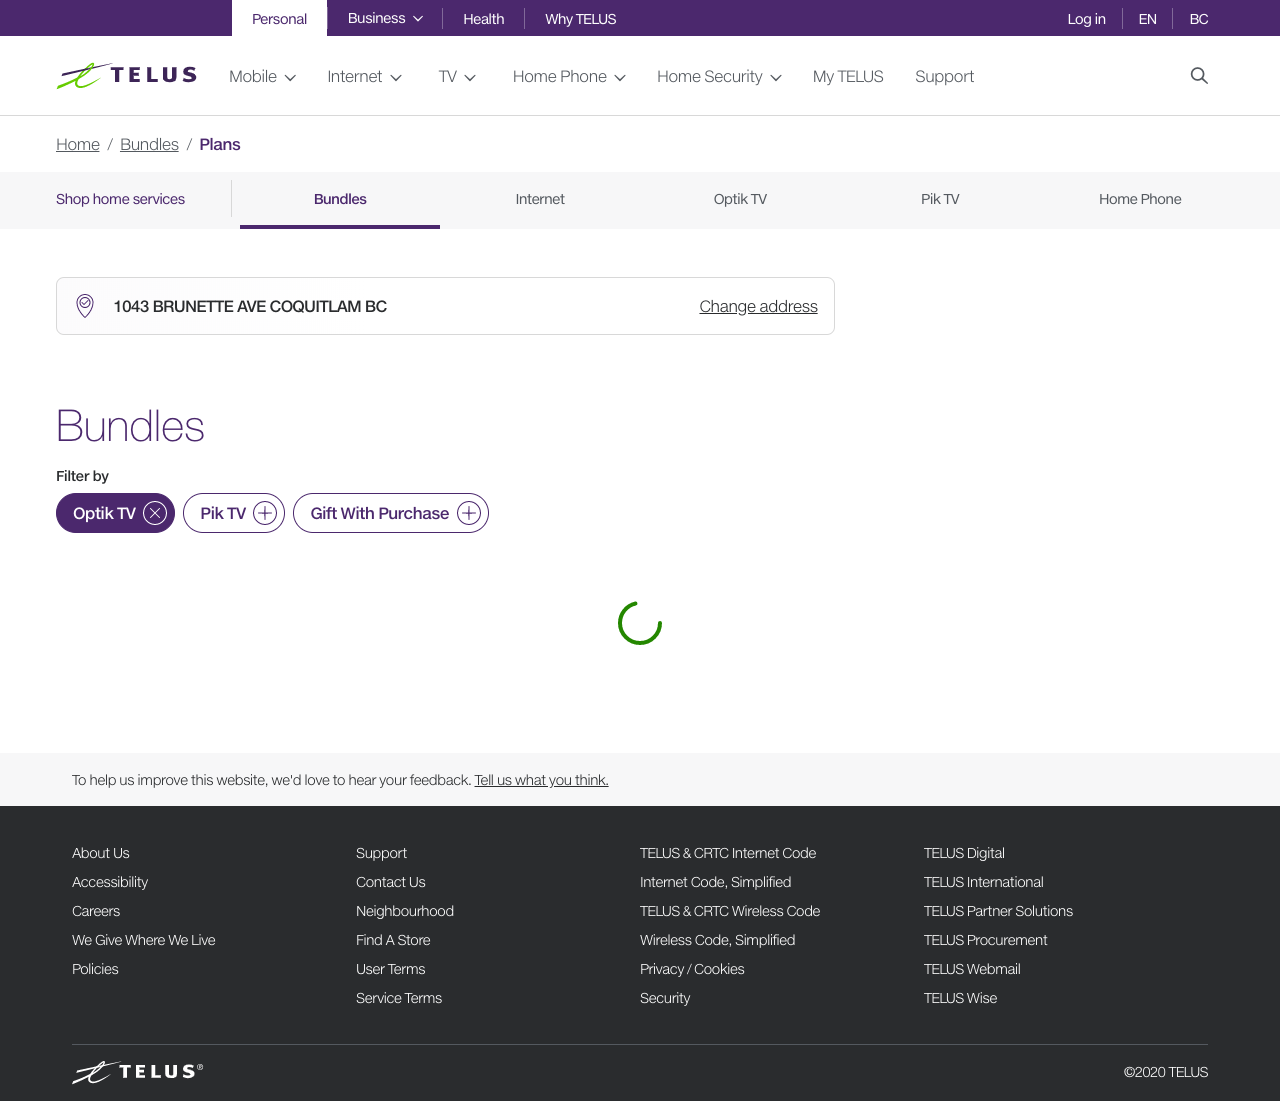 Personal Business Health Why TELUS Log in EN BC
TELUS Mobile Internet TV Home Phone Home Security My TELUS Support
Home / Bundles / Plans
Shop home services Bundles Internet Optik TV Pik TV Home Phone
1043 BRUNETTE AVE COQUITLAM BC Change address
Bundles
Filter by
Optik TV Pik TV Gift With Purchase
To help us improve this website, we'd love to hear your feedback. Tell us what you think.
About Us Support TELUS & CRTC Internet Code TELUS Digital
Accessibility Contact Us Internet Code, Simplified TELUS International
Careers Neighbourhood TELUS & CRTC Wireless Code TELUS Partner Solutions
We Give Where We Live Find A Store Wireless Code, Simplified TELUS Procurement
Policies User Terms Privacy / Cookies TELUS Webmail
Service Terms Security TELUS Wise
TELUS® ©2020 TELUS